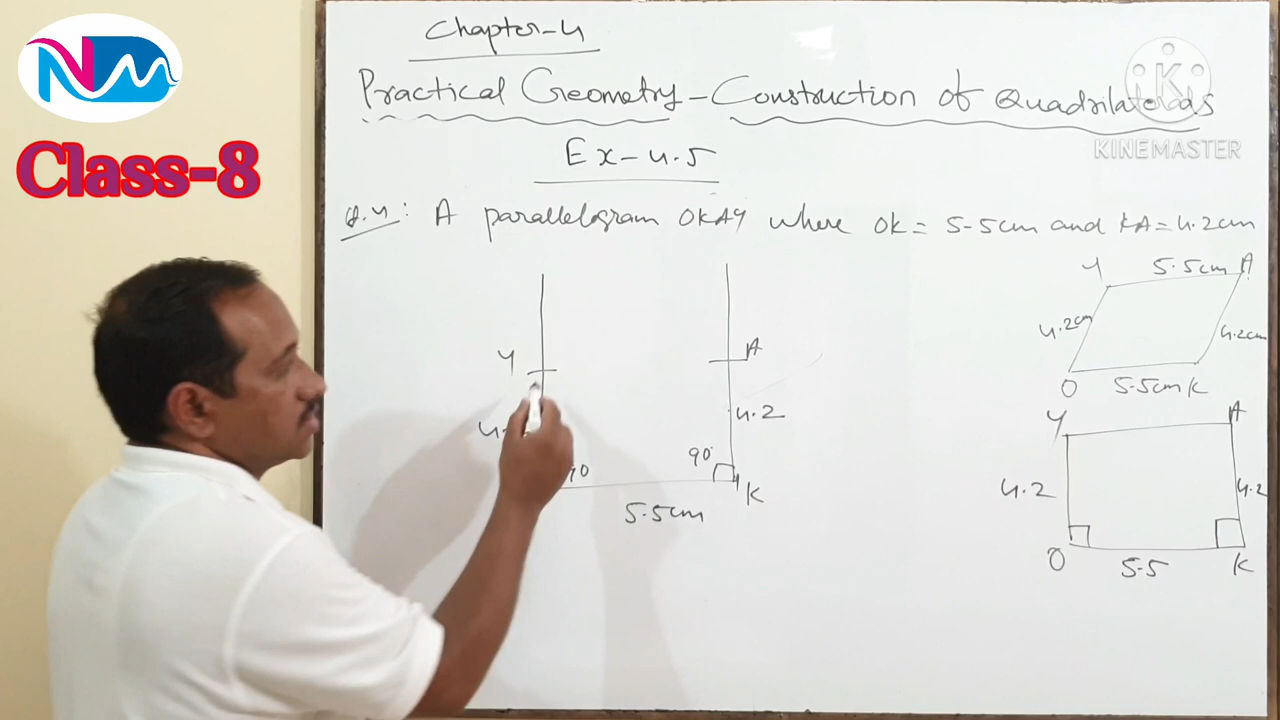 NDM
Class-8
Chapter-4
Practical Geometry - Construction of Quadrilaterals
K
KINEMASTER
Ex-4.5
Q.4: A parallelogram OKAY where OK = 5.5cm and KA = 4.2cm
Y 5.5cm A
4.2cm 4.2cm
O 5.5cm K
Y A
4.2 4.2
O 5.5 K
Y A
4.2
90 90°
5.5cm K